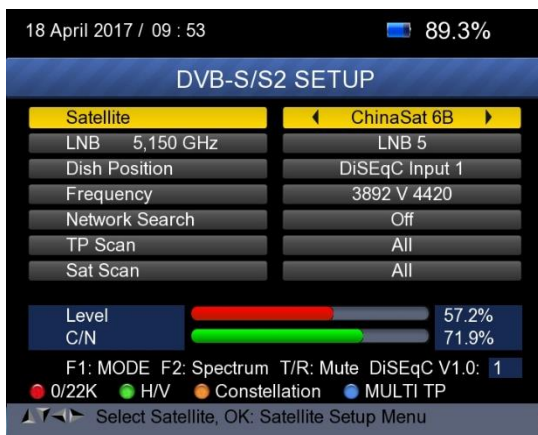 18 April 2017 / 09 : 53 89.3%
DVB-S/S2 SETUP
Satellite ChinaSat 6B
LNB 5,150 GHz LNB 5
Dish Position DiSEqC Input 1
Frequency 3892 V 4420
Network Search Off
TP Scan All
Sat Scan All
Level 57.2%
C/N 71.9%
F1: MODE F2: Spectrum T/R: Mute DiSEqC V1.0: 1
0/22K H/V Constellation MULTI TP
Select Satellite, OK: Satellite Setup Menu